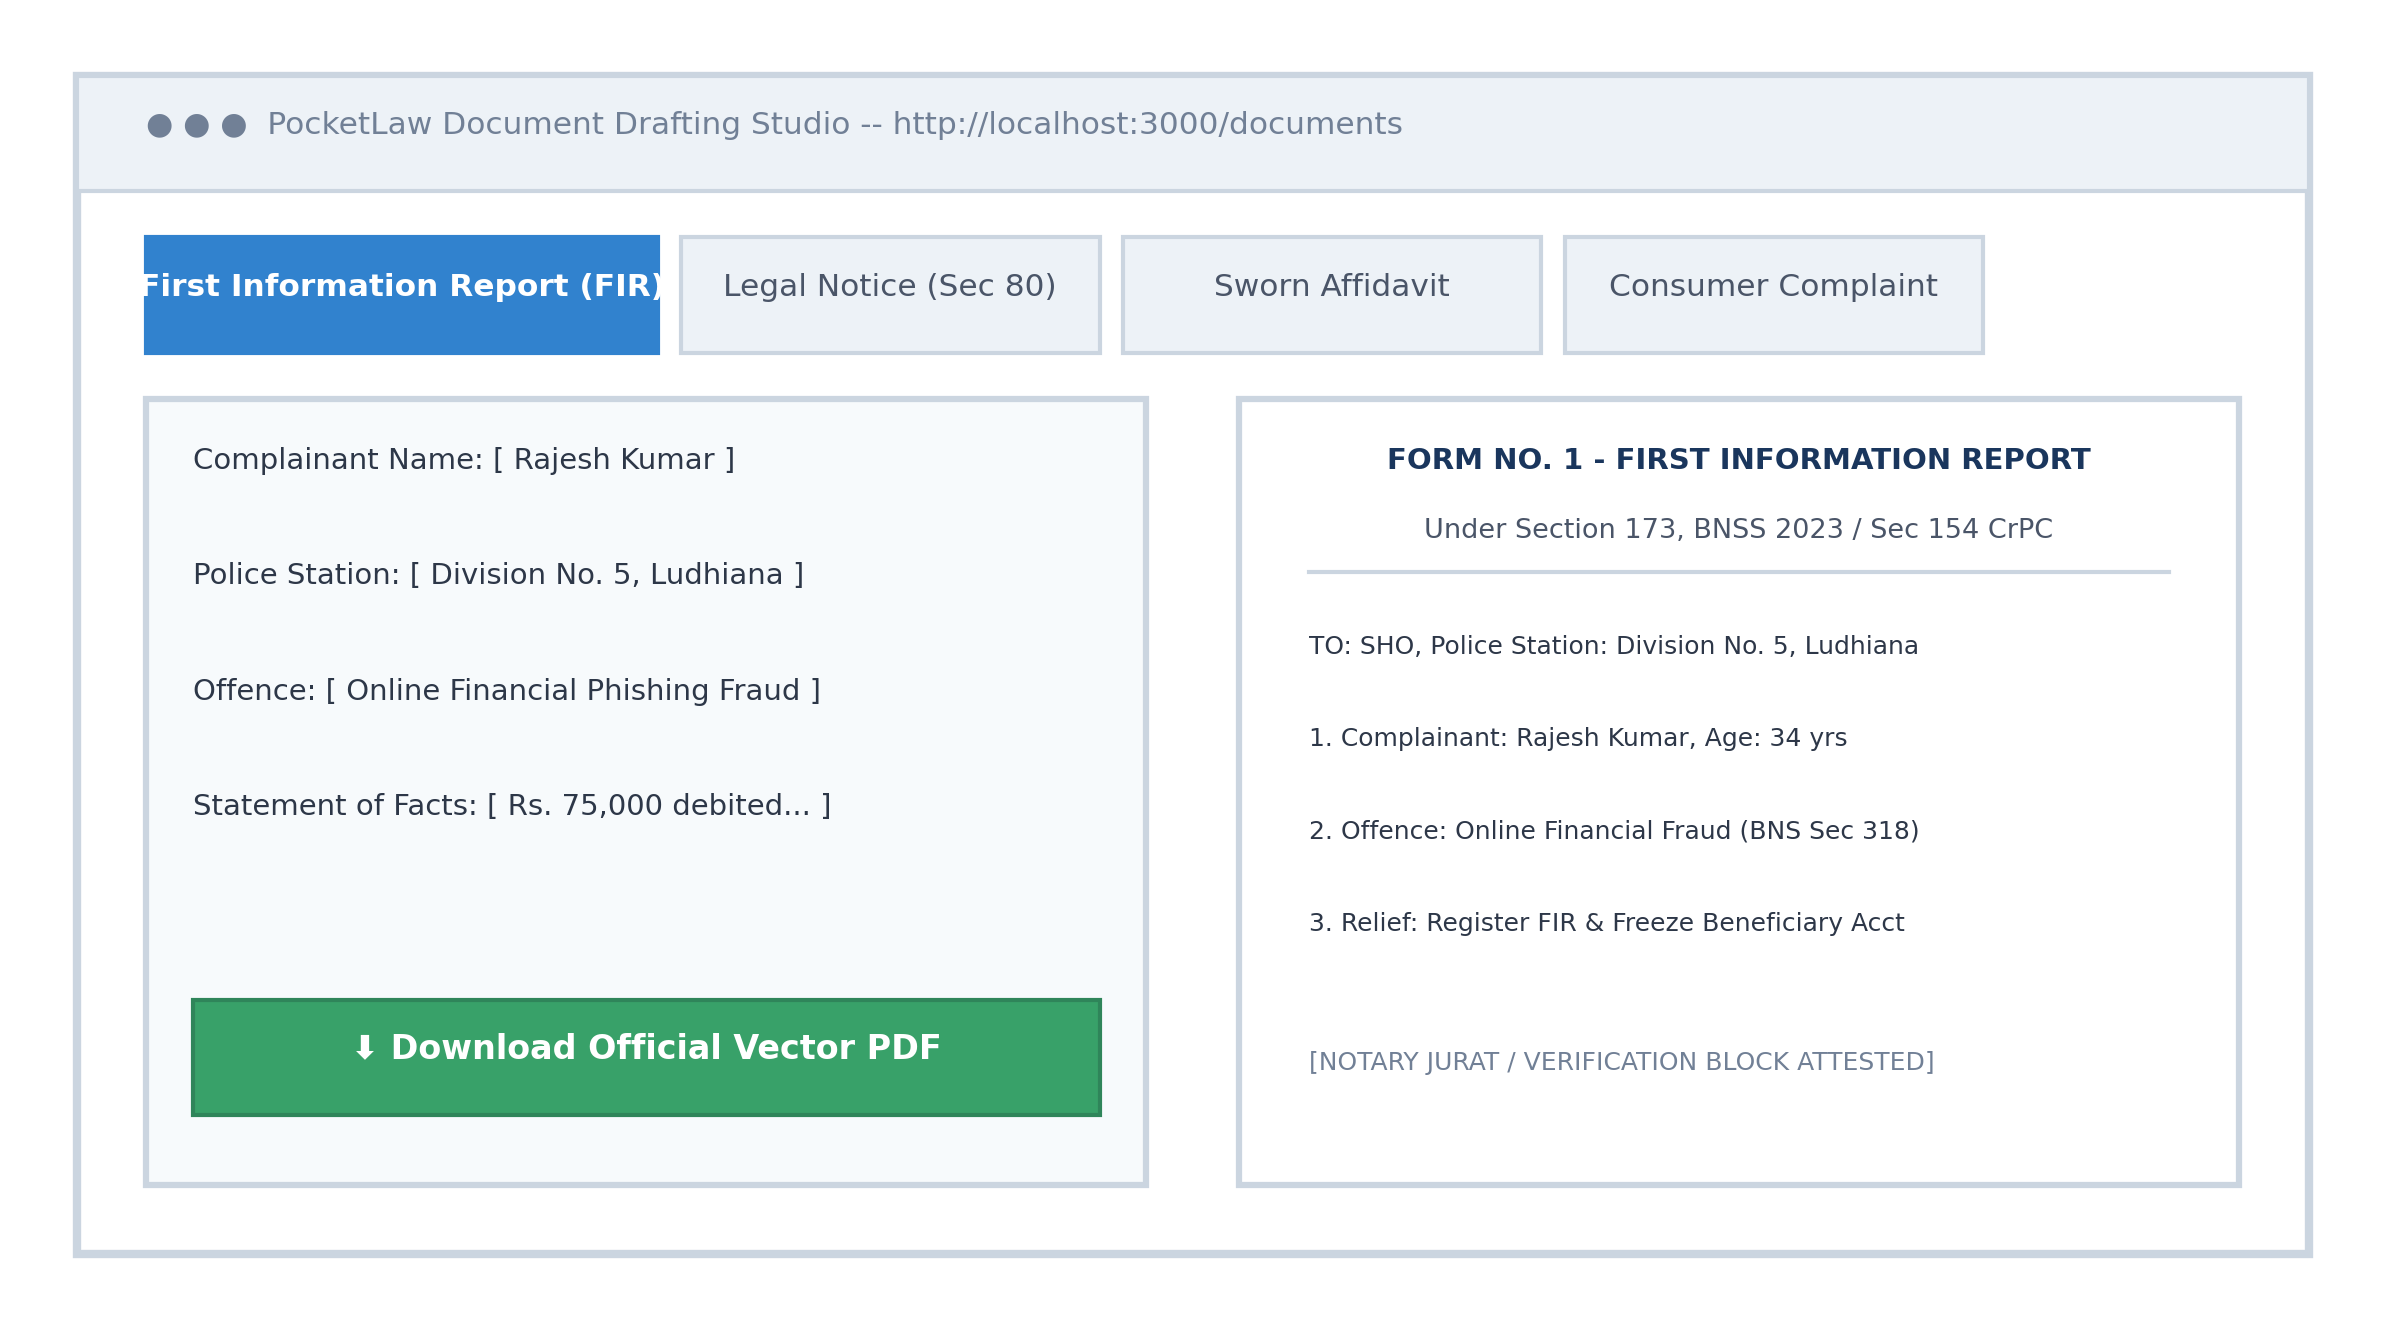 ● ● ● PocketLaw Document Drafting Studio -- http://localhost:3000/documents
First Information Report (FIR)
Legal Notice (Sec 80)
Sworn Affidavit
Consumer Complaint
Complainant Name: [ Rajesh Kumar ]
Police Station: [ Division No. 5, Ludhiana ]
Offence: [ Online Financial Phishing Fraud ]
Statement of Facts: [ Rs. 75,000 debited... ]
⬇ Download Official Vector PDF
FORM NO. 1 - FIRST INFORMATION REPORT
Under Section 173, BNSS 2023 / Sec 154 CrPC
TO: SHO, Police Station: Division No. 5, Ludhiana
1. Complainant: Rajesh Kumar, Age: 34 yrs
2. Offence: Online Financial Fraud (BNS Sec 318)
3. Relief: Register FIR & Freeze Beneficiary Acct
[NOTARY JURAT / VERIFICATION BLOCK ATTESTED]